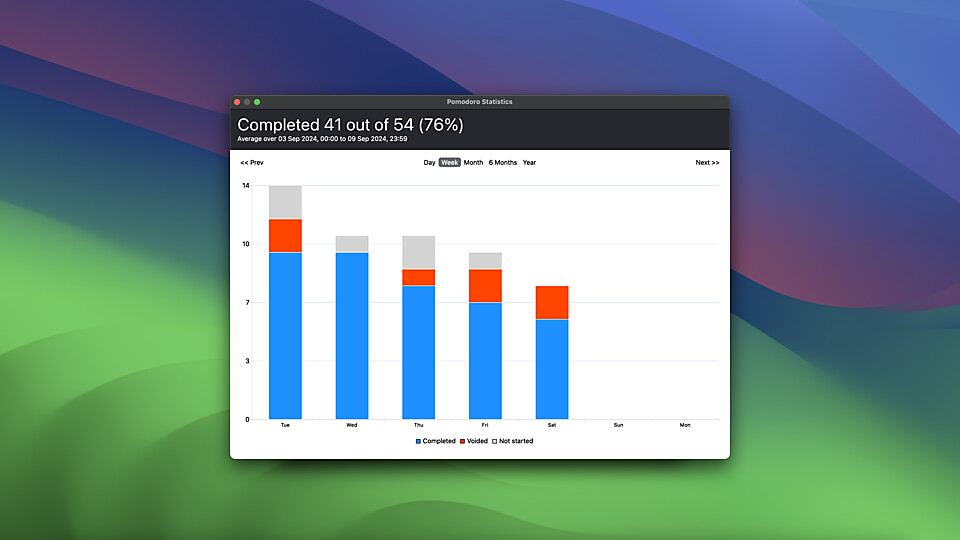 Pomodoro Statistics
Completed 41 out of 54 (76%)
Average over 03 Sep 2024, 00:00 to 09 Sep 2024, 23:59
<< Prev Day Week Month 6 Months Year Next >>
14
10
7
3
0
Tue Wed Thu Fri Sat Sun Mon
Completed Voided Not started